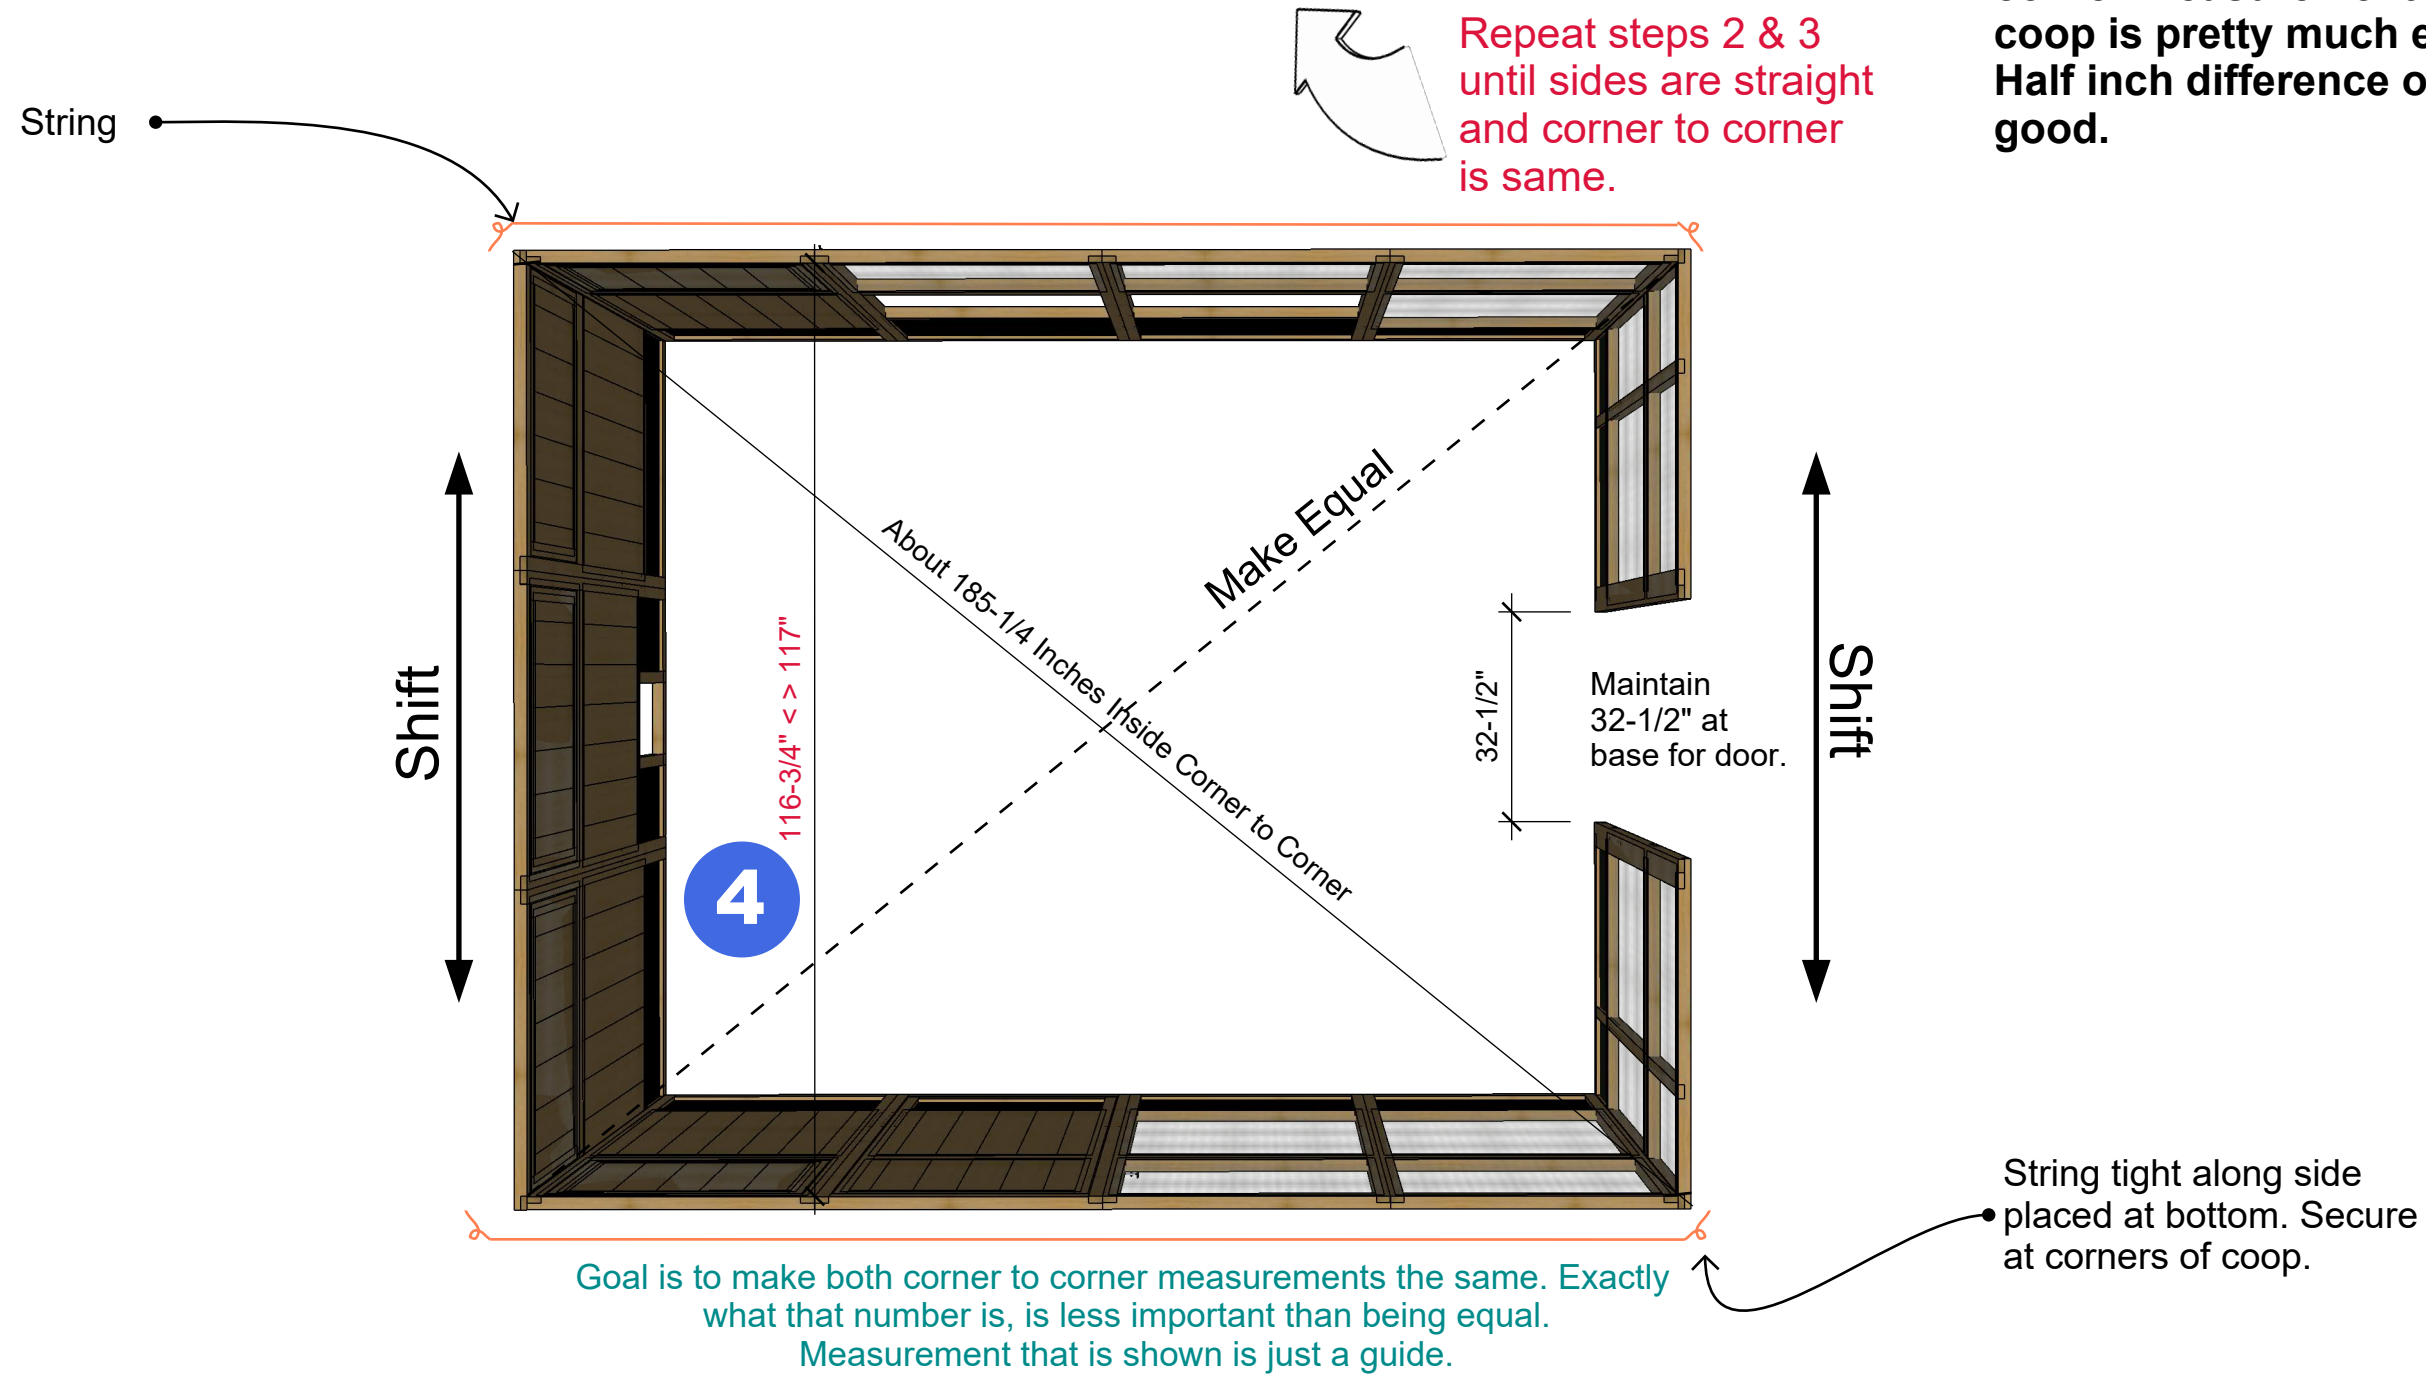 Repeat steps 2 & 3
until sides are straight
and corner to corner
is same.
coop is pretty much
Half inch difference
good.
String
Make Equal
About 185-1/4 Inches Inside Corner to Corner
116-3/4" < > 117"
Shift
32-1/2"
Maintain
32-1/2" at
base for door.
Shift
4
String tight along side
placed at bottom. Secure
at corners of coop.
Goal is to make both corner to corner measurements the same. Exactly
what that number is, is less important than being equal.
Measurement that is shown is just a guide.